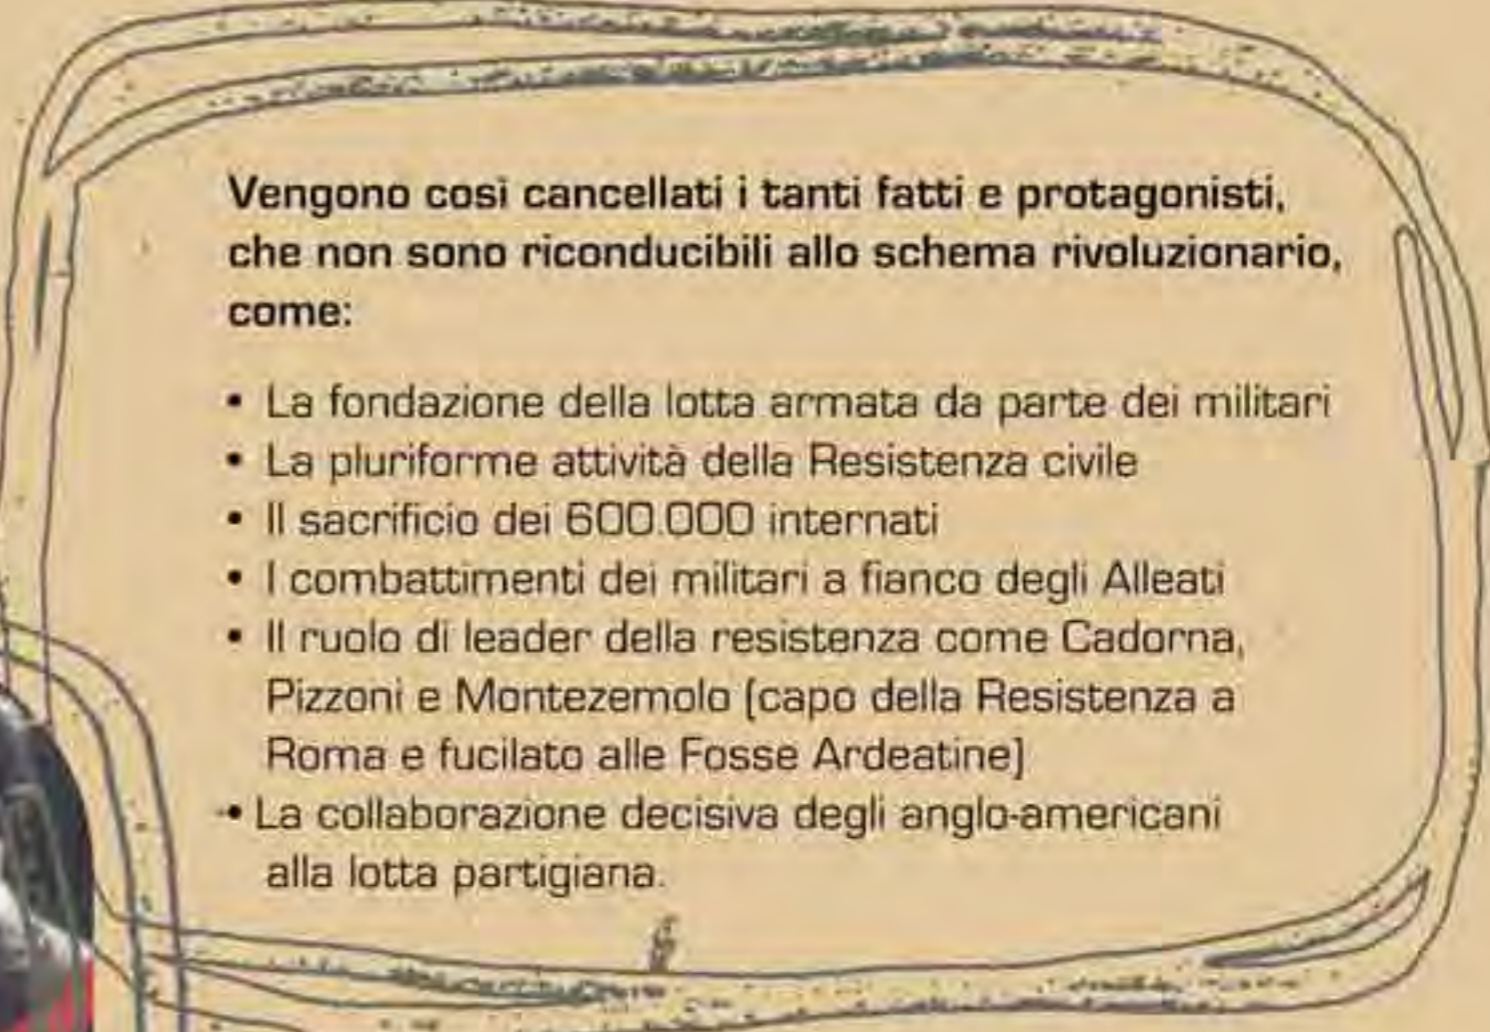 Vengono così cancellati i tanti fatti e protagonisti,
che non sono riconducibili allo schema rivoluzionario,
come:
• La fondazione della lotta armata da parte dei militari
• La pluriforme attività della Resistenza civile
• Il sacrificio dei 600.000 internati
• I combattimenti dei militari a fianco degli Alleati
• Il ruolo di leader della resistenza come Cadorna,
Pizzoni e Montezemolo (capo della Resistenza a
Roma e fucilato alle Fosse Ardeatine)
• La collaborazione decisiva degli anglo-americani
alla lotta partigiana.